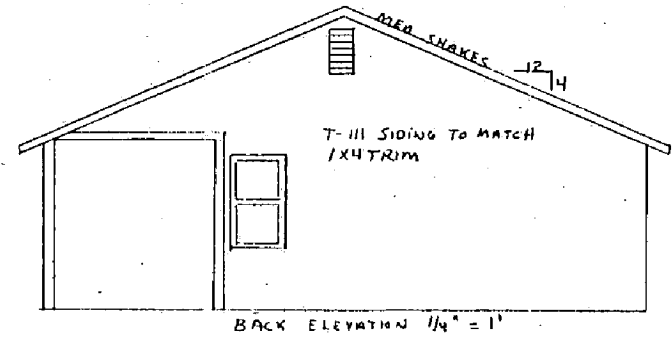 MED SHAKES
12
4
T-111 SIDING TO MATCH
1X4 TRIM
BACK ELEVATION 1/4" = 1'